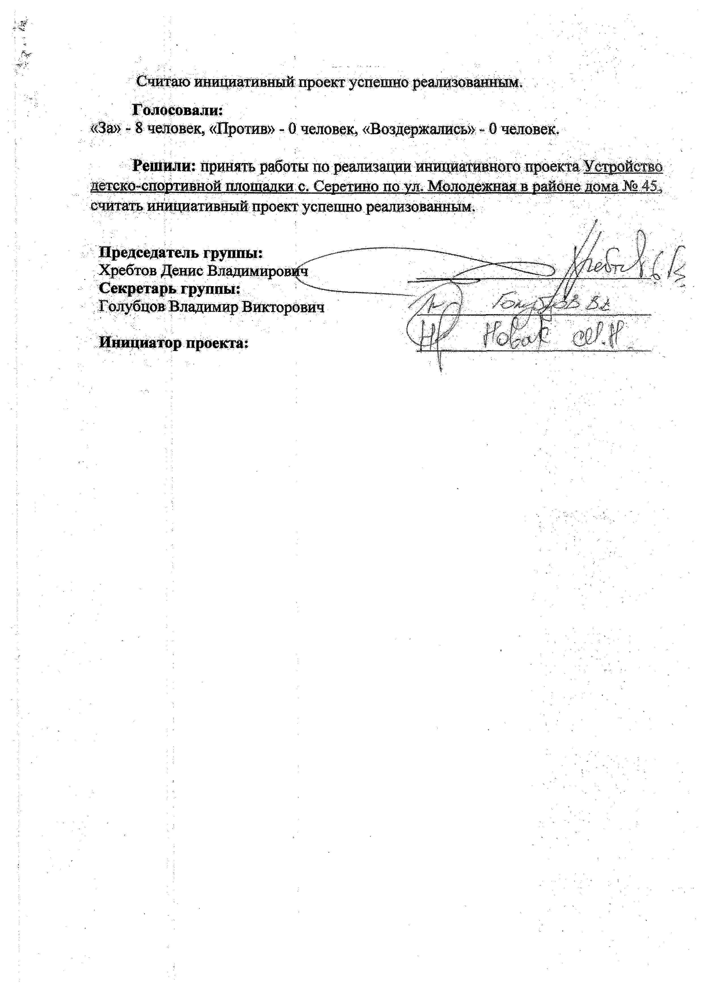 Считаю инициативный проект успешно реализованным.
Голосовали:
«За» - 8 человек, «Против» - 0 человек, «Воздержались» - 0 человек.
Решили: принять работы по реализации инициативного проекта Устройство
детско-спортивной площадки с. Серетино по ул. Молодежная в районе дома № 45,
считать инициативный проект успешно реализованным.
Председатель группы:
Хребтов Денис Владимирович
Секретарь группы:
Голубцов Владимир Викторович
Голубцов В.В.
Инициатор проекта:
Новак М.Н.